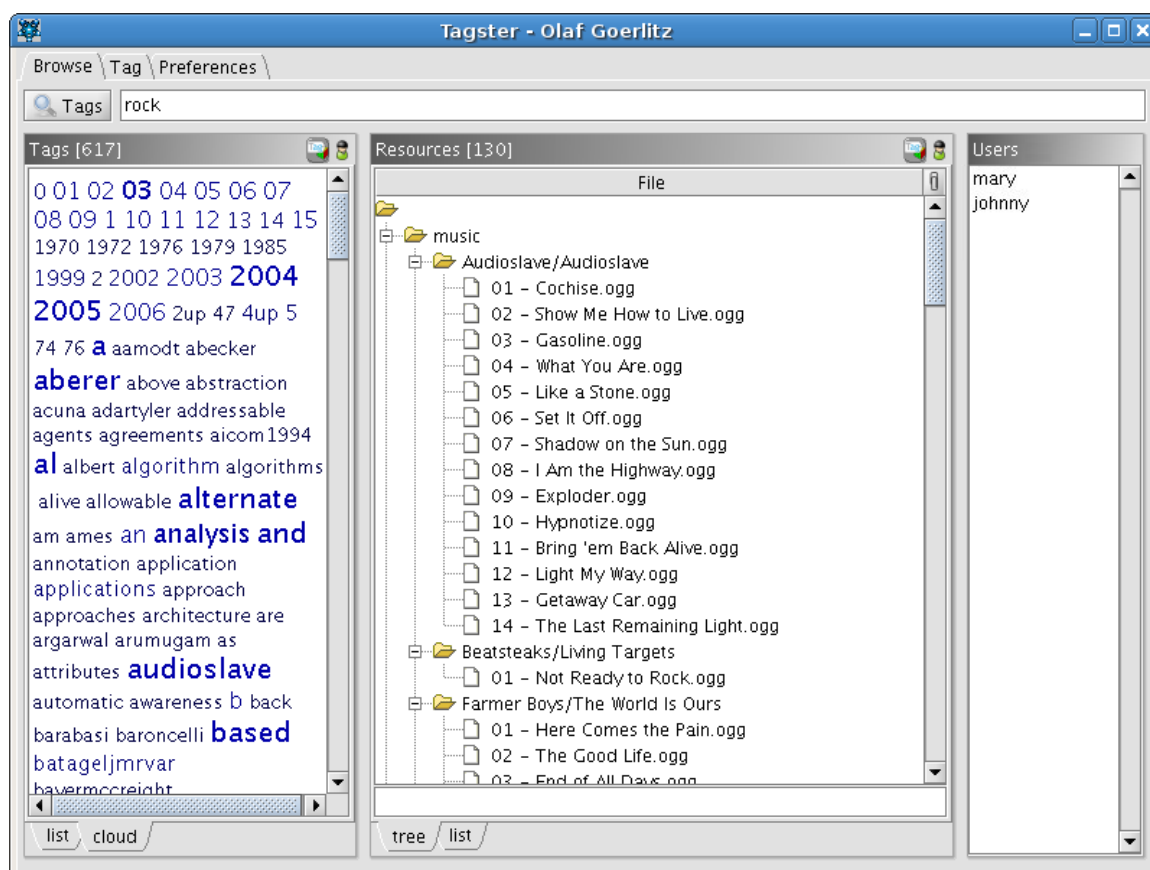 Tagster - Olaf Goerlitz
Browse Tag Preferences
Tags rock
Tags [617]
0 01 02 03 04 05 06 07
08 09 1 10 11 12 13 14 15
1970 1972 1976 1979 1985
1999 2 2002 2003 2004
2005 2006 2up 47 4up 5
74 76 a aamodt abecker
aberer above abstraction
acuna adartyler addressable
agents agreements aicom1994
al albert algorithm algorithms
alive allowable alternate
am ames an analysis and
annotation application
applications approach
approaches architecture are
argarwal arumugam as
attributes audioslave
automatic awareness b back
barabasi baroncelli based
batageljmrvar
bayermccreight
list cloud
Resources [130]
File
music
Audioslave/Audioslave
01 - Cochise.ogg
02 - Show Me How to Live.ogg
03 - Gasoline.ogg
04 - What You Are.ogg
05 - Like a Stone.ogg
06 - Set It Off.ogg
07 - Shadow on the Sun.ogg
08 - I Am the Highway.ogg
09 - Exploder.ogg
10 - Hypnotize.ogg
11 - Bring 'em Back Alive.ogg
12 - Light My Way.ogg
13 - Getaway Car.ogg
14 - The Last Remaining Light.ogg
Beatsteaks/Living Targets
01 - Not Ready to Rock.ogg
Farmer Boys/The World Is Ours
01 - Here Comes the Pain.ogg
02 - The Good Life.ogg
03 - End of All Days.ogg
tree list
Users
mary
johnny